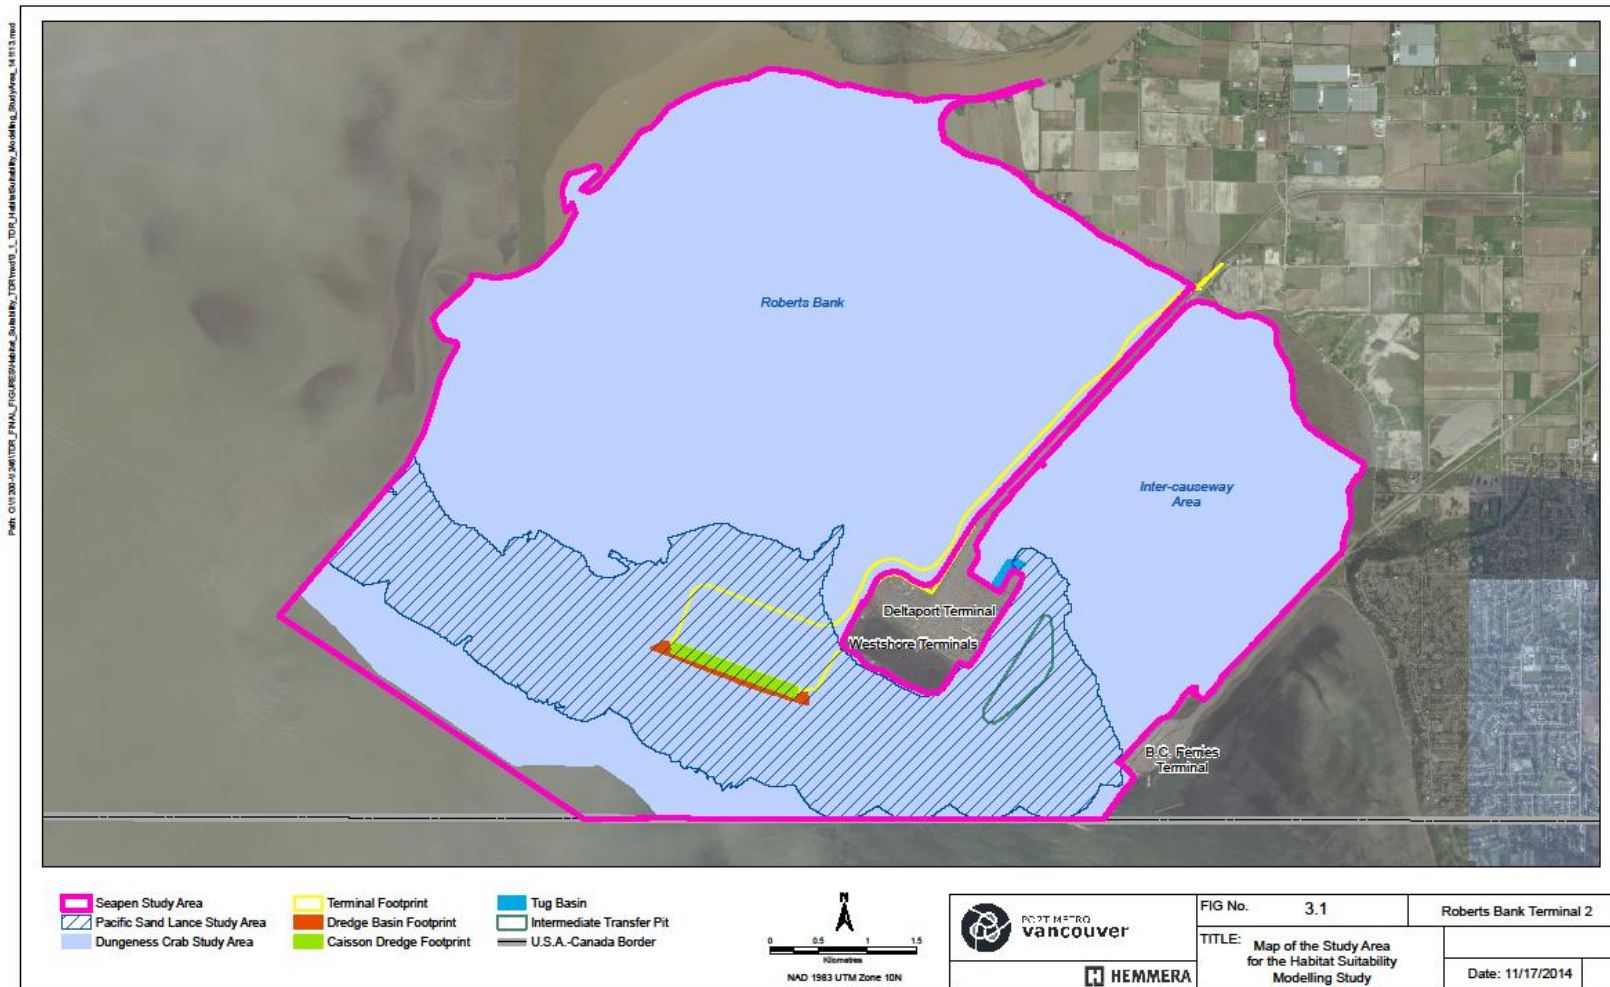 Roberts Bank
Inter-causeway
Area
Deltaport Terminal
Westshore Terminals
B.C. Ferries
Terminal
Seapen Study Area
Pacific Sand Lance Study Area
Dungeness Crab Study Area
Terminal Footprint
Dredge Basin Footprint
Caisson Dredge Footprint
Tug Basin
Intermediate Transfer Pit
U.S.A.-Canada Border
N
0 0.5 1 1.5
Kilometres
NAD 1983 UTM Zone 10N
PORT METRO
vancouver
HEMMERA
FIG No. 3.1
Roberts Bank Terminal 2
TITLE: Map of the Study Area
for the Habitat Suitability
Modelling Study
Date: 11/17/2014